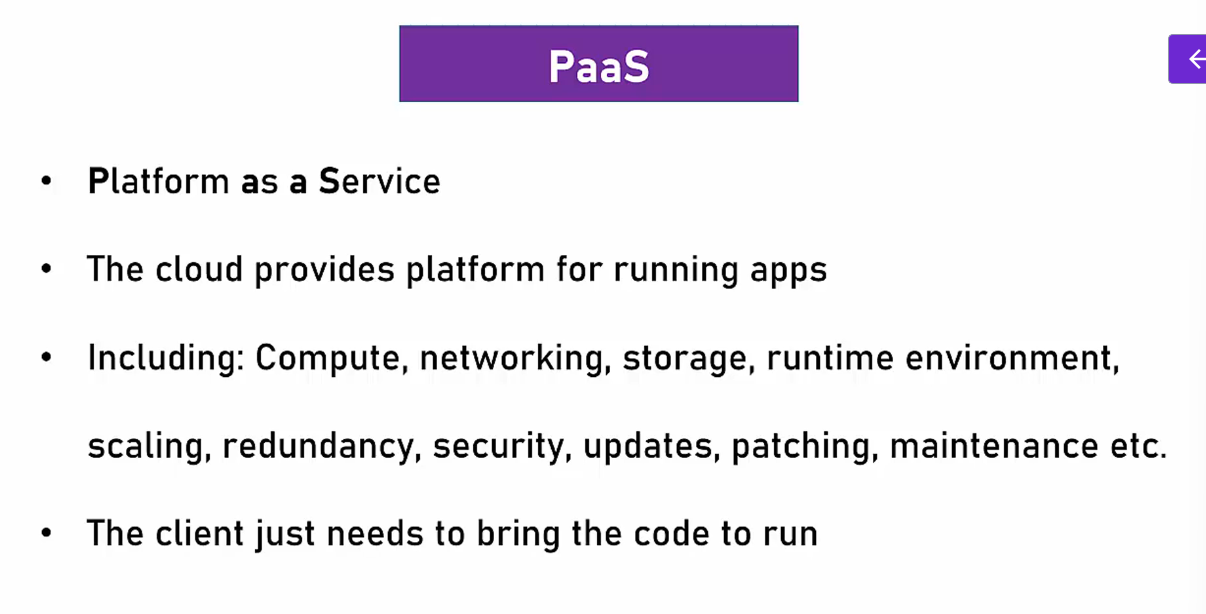 PaaS
• Platform as a Service
• The cloud provides platform for running apps
• Including: Compute, networking, storage, runtime environment,
scaling, redundancy, security, updates, patching, maintenance etc.
• The client just needs to bring the code to run